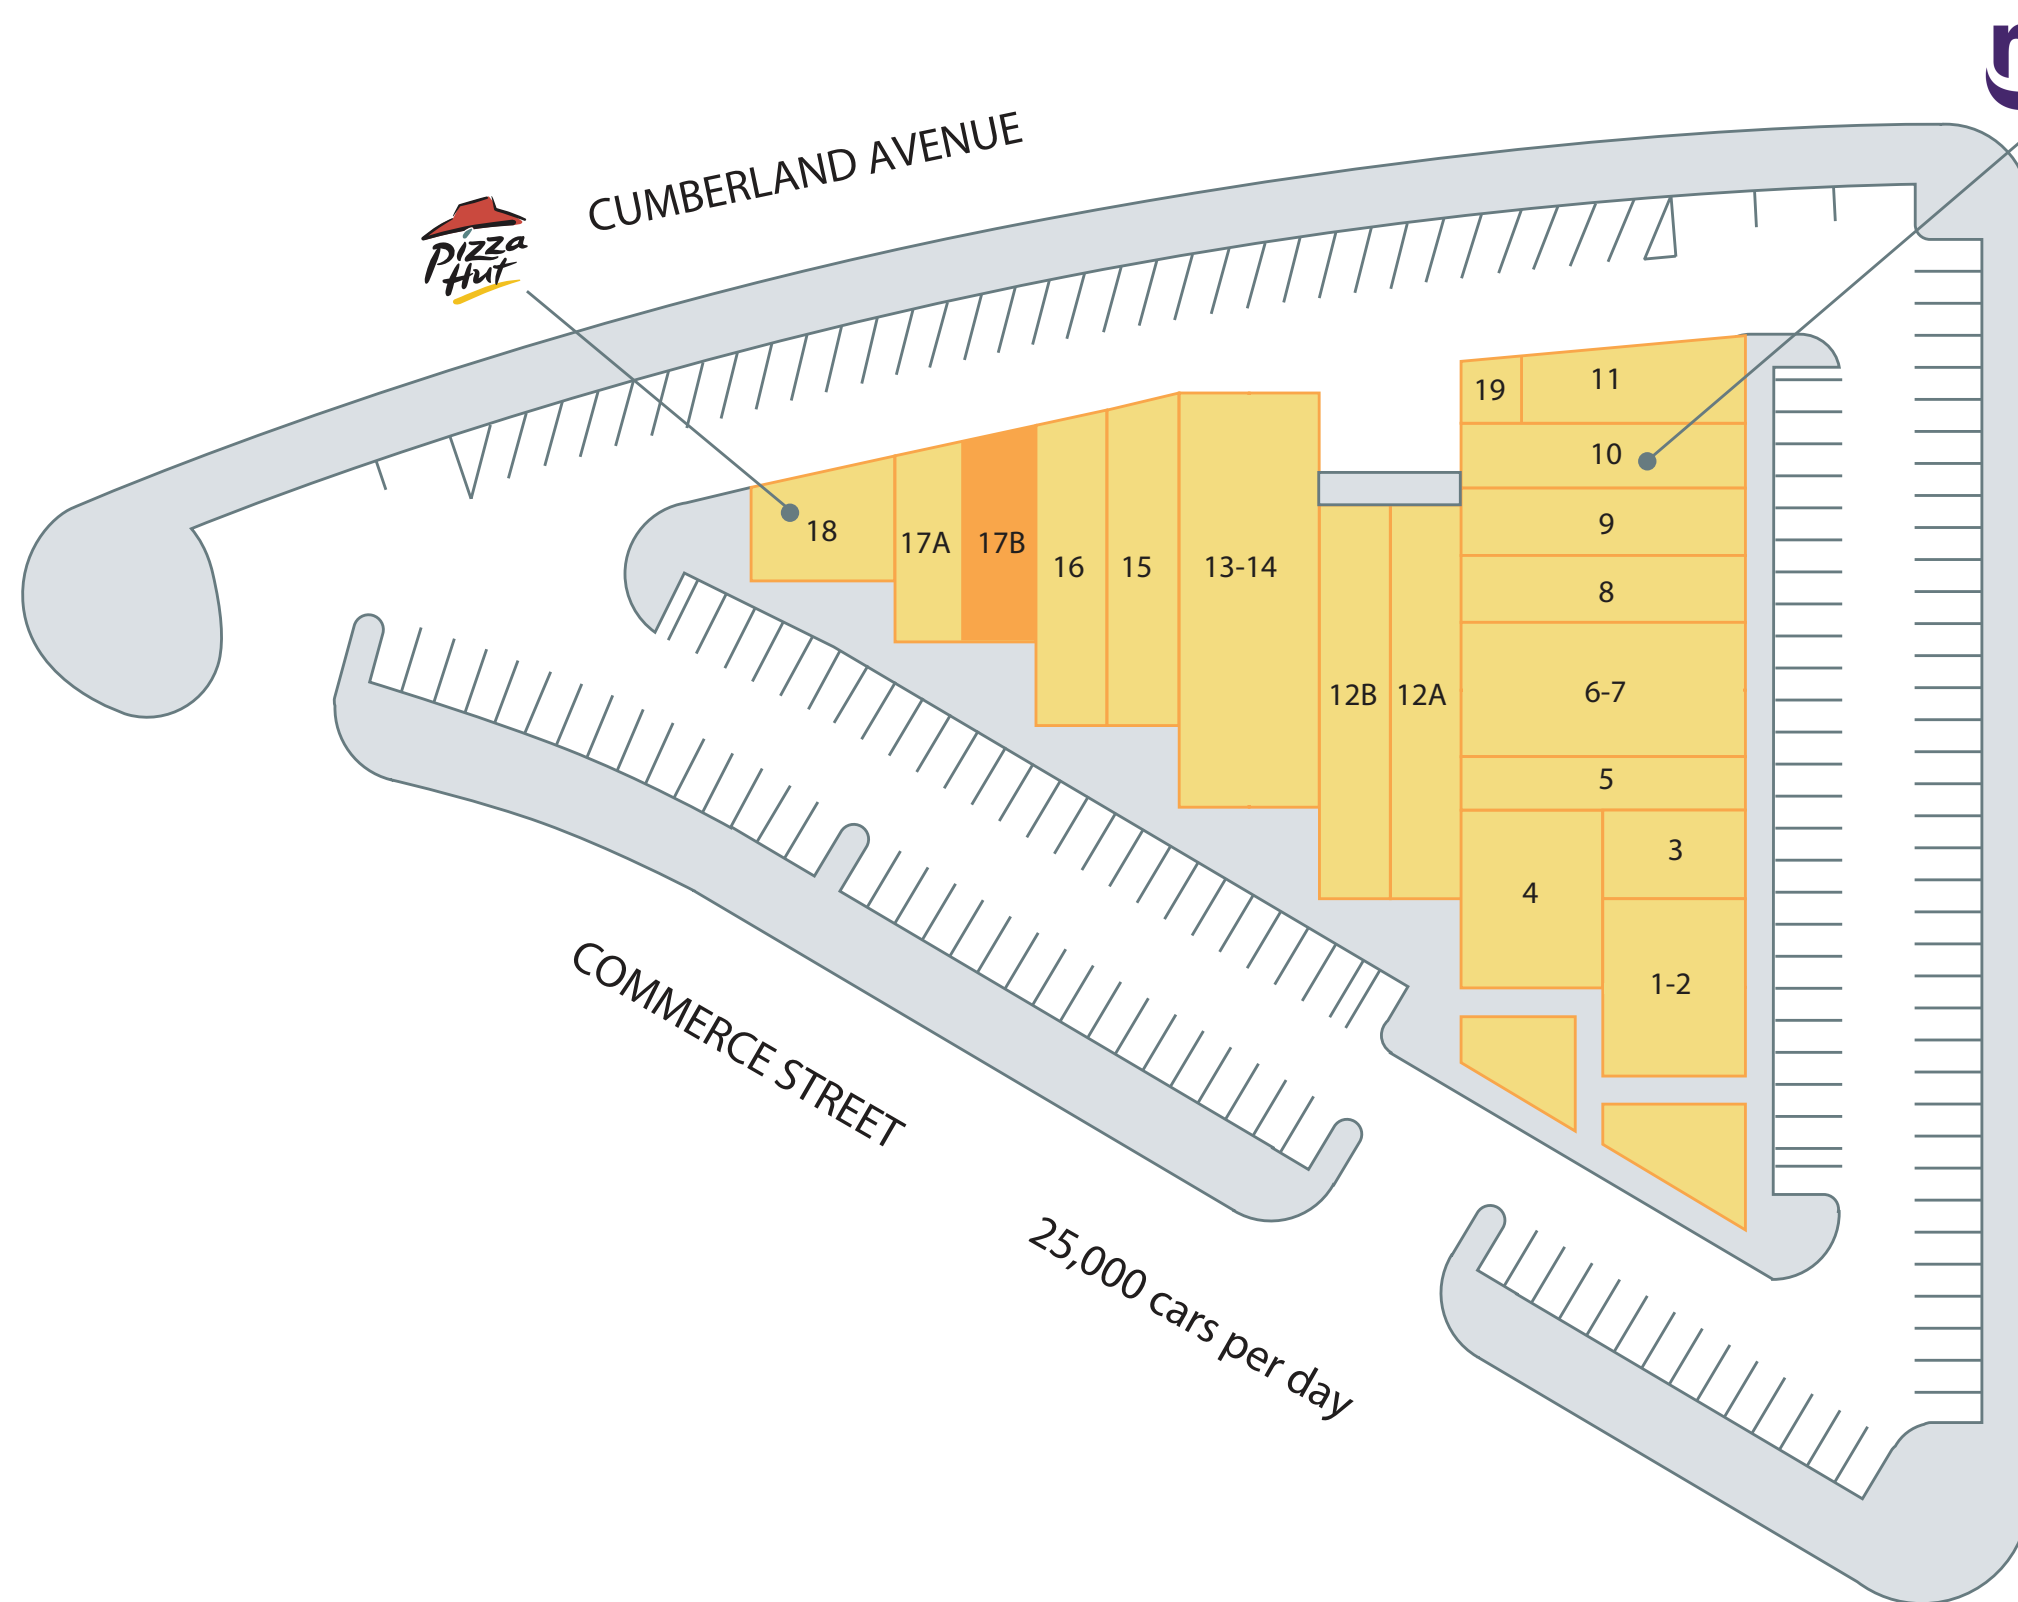 CUMBERLAND AVENUE
Pizza
Hut
19
11
10
9
8
6-7
5
4
3
1-2
18
17A
17B
16
15
13-14
12B
12A
COMMERCE STREET
25,000 cars per day